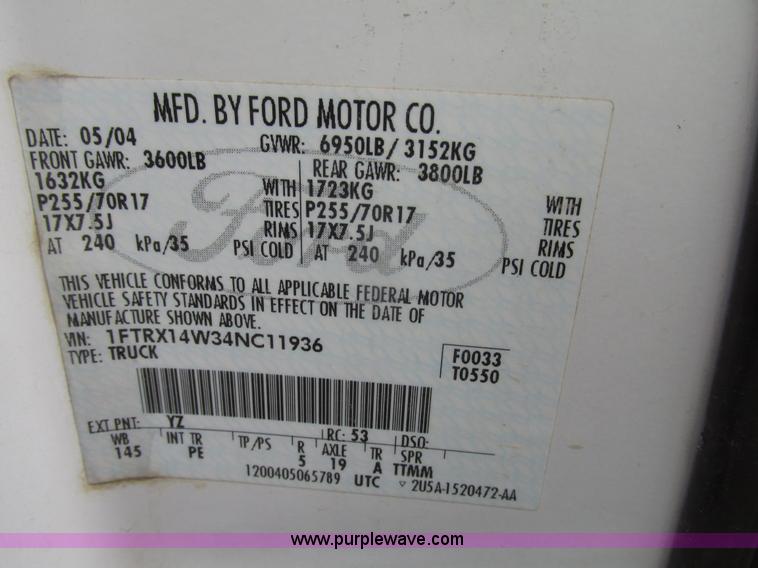 MFD. BY FORD MOTOR CO.
DATE: 05/04 GVWR: 6950LB/ 3152KG
FRONT GAWR: 3600LB REAR GAWR: 3800LB
1632KG WITH 1723KG WITH
P255/70R17 TIRES P255/70R17 TIRES
17X7.5J RIMS 17X7.5J RIMS
AT 240 kPa/35 PSI COLD AT 240 kPa/35 PSI COLD
Ford
THIS VEHICLE CONFORMS TO ALL APPLICABLE FEDERAL MOTOR
VEHICLE SAFETY STANDARDS IN EFFECT ON THE DATE OF
MANUFACTURE SHOWN ABOVE.
VIN: 1FTRX14W34NC11936
TYPE: TRUCK
F0033
T0550
EXT PNT: YZ RC: 53 DSO:
WB INT TR TP/PS R AXLE TR SPR
145 PE 5 19 A TTMM
1200405065789 UTC ▽ 2U5A-1520472-AA
www.purplewave.com